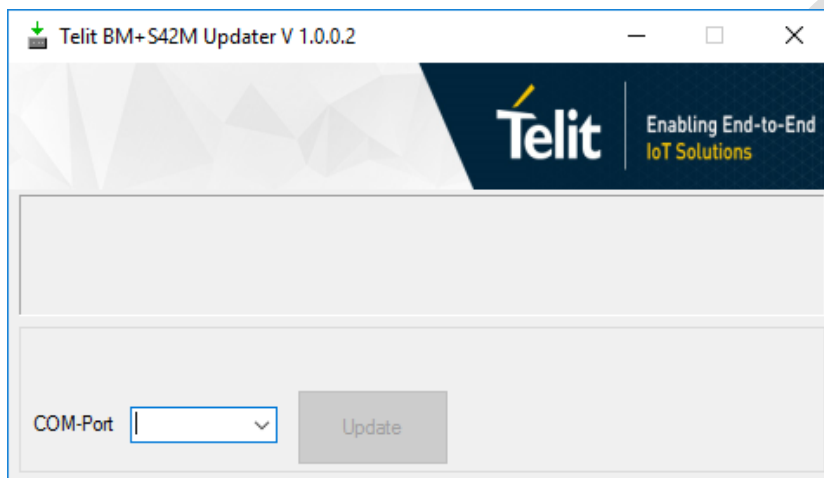 Telit BM+S42M Updater V 1.0.0.2
Telit
Enabling End-to-End
IoT Solutions
COM-Port
Update